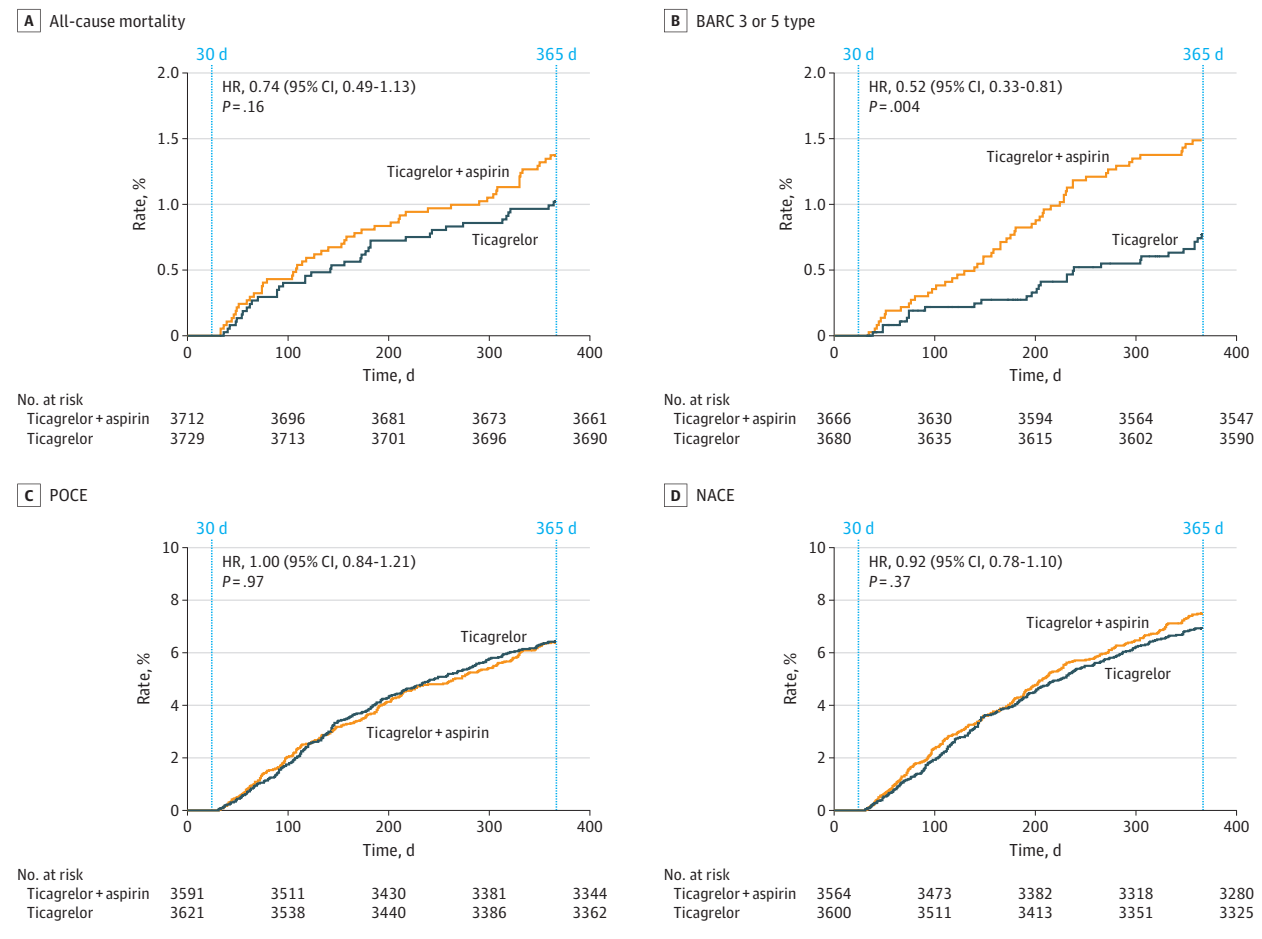 A All-cause mortality
30 d 365 d
2.0
1.5
1.0
0.5
0
Rate, %
HR, 0.74 (95% CI, 0.49-1.13)
P = .16
Ticagrelor + aspirin
Ticagrelor
0 100 200 300 400
Time, d
No. at risk
Ticagrelor + aspirin 3712 3696 3681 3673 3661
Ticagrelor 3729 3713 3701 3696 3690
B BARC 3 or 5 type
30 d 365 d
2.0
1.5
1.0
0.5
0
Rate, %
HR, 0.52 (95% CI, 0.33-0.81)
P = .004
Ticagrelor + aspirin
Ticagrelor
0 100 200 300 400
Time, d
No. at risk
Ticagrelor + aspirin 3666 3630 3594 3564 3547
Ticagrelor 3680 3635 3615 3602 3590
C POCE
30 d 365 d
10
8
6
4
2
0
Rate, %
HR, 1.00 (95% CI, 0.84-1.21)
P = .97
Ticagrelor
Ticagrelor + aspirin
0 100 200 300 400
Time, d
No. at risk
Ticagrelor + aspirin 3591 3511 3430 3381 3344
Ticagrelor 3621 3538 3440 3386 3362
D NACE
30 d 365 d
10
8
6
4
2
0
Rate, %
HR, 0.92 (95% CI, 0.78-1.10)
P = .37
Ticagrelor + aspirin
Ticagrelor
0 100 200 300 400
Time, d
No. at risk
Ticagrelor + aspirin 3564 3473 3382 3318 3280
Ticagrelor 3600 3511 3413 3351 3325